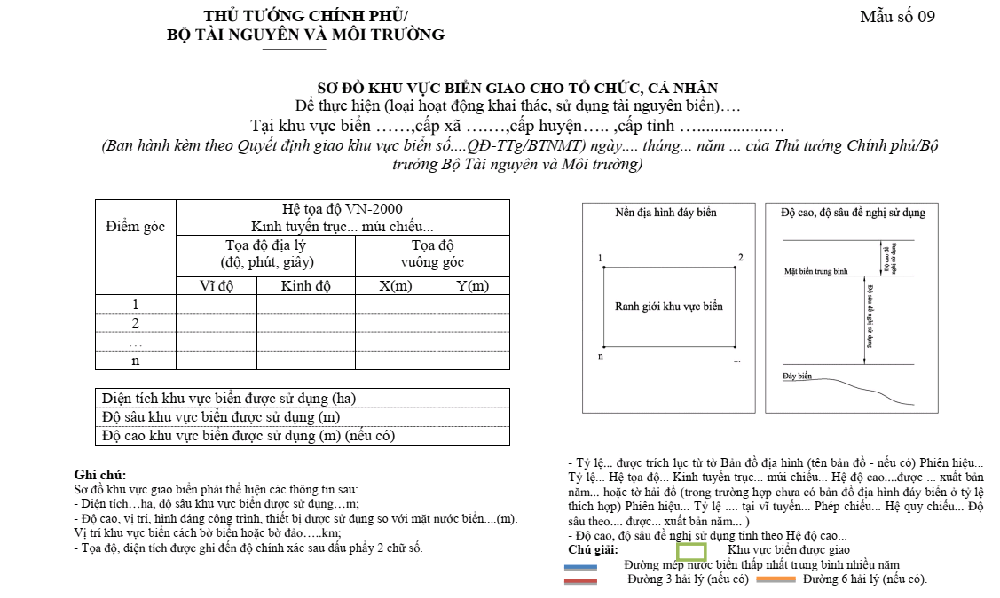 THỦ TƯỚNG CHÍNH PHỦ/
BỘ TÀI NGUYÊN VÀ MÔI TRƯỜNG
Mẫu số 09
SƠ ĐỒ KHU VỰC BIỂN GIAO CHO TỔ CHỨC, CÁ NHÂN
Để thực hiện (loại hoạt động khai thác, sử dụng tài nguyên biển)….
Tại khu vực biển ……,cấp xã …….,cấp huyện….. ,cấp tỉnh …..................…
(Ban hành kèm theo Quyết định giao khu vực biển số....QĐ-TTg/BTNMT) ngày.... tháng... năm ... của Thủ tướng Chính phủ/Bộ
trưởng Bộ Tài nguyên và Môi trường)
Điểm góc
Hệ tọa độ VN-2000
Kinh tuyến trục... múi chiếu...
Tọa độ địa lý
(độ, phút, giây)
Tọa độ
vuông góc
Vĩ độ Kinh độ X(m) Y(m)
1
2
…
n
Diện tích khu vực biển được sử dụng (ha)
Độ sâu khu vực biển được sử dụng (m)
Độ cao khu vực biển được sử dụng (m) (nếu có)
Nền địa hình đáy biển
1 2
Ranh giới khu vực biển
n ...
Độ cao, độ sâu đề nghị sử dụng
Độ cao đề
nghị sử dụng
Mặt biển trung bình
Độ sâu đề nghị sử dụng
Đáy biển
Ghi chú:
Sơ đồ khu vực giao biển phải thể hiện các thông tin sau:
- Diện tích…ha, độ sâu khu vực biển được sử dụng…m;
- Độ cao, vị trí, hình dáng công trình, thiết bị được sử dụng so với mặt nước biển....(m).
Vị trí khu vực biển cách bờ biển hoặc bờ đảo…..km;
- Tọa độ, diện tích được ghi đến độ chính xác sau dấu phẩy 2 chữ số.
- Tỷ lệ... được trích lục từ tờ Bản đồ địa hình (tên bản đồ - nếu có) Phiên hiệu...
Tỷ lệ... Hệ tọa độ... Kinh tuyến trục... múi chiếu... Hệ độ cao....được ... xuất bản
năm... hoặc tờ hải đồ (trong trường hợp chưa có bản đồ địa hình đáy biển ở tỷ lệ
thích hợp) Phiên hiệu... Tỷ lệ .... tại vĩ tuyến... Phép chiếu... Hệ quy chiếu... Độ
sâu theo.... được... xuất bản năm... )
- Độ cao, độ sâu đề nghị sử dụng tính theo Hệ độ cao...
Chú giải: Khu vực biển được giao
Đường mép nước biển thấp nhất trung bình nhiều năm
Đường 3 hải lý (nếu có) Đường 6 hải lý (nếu có).